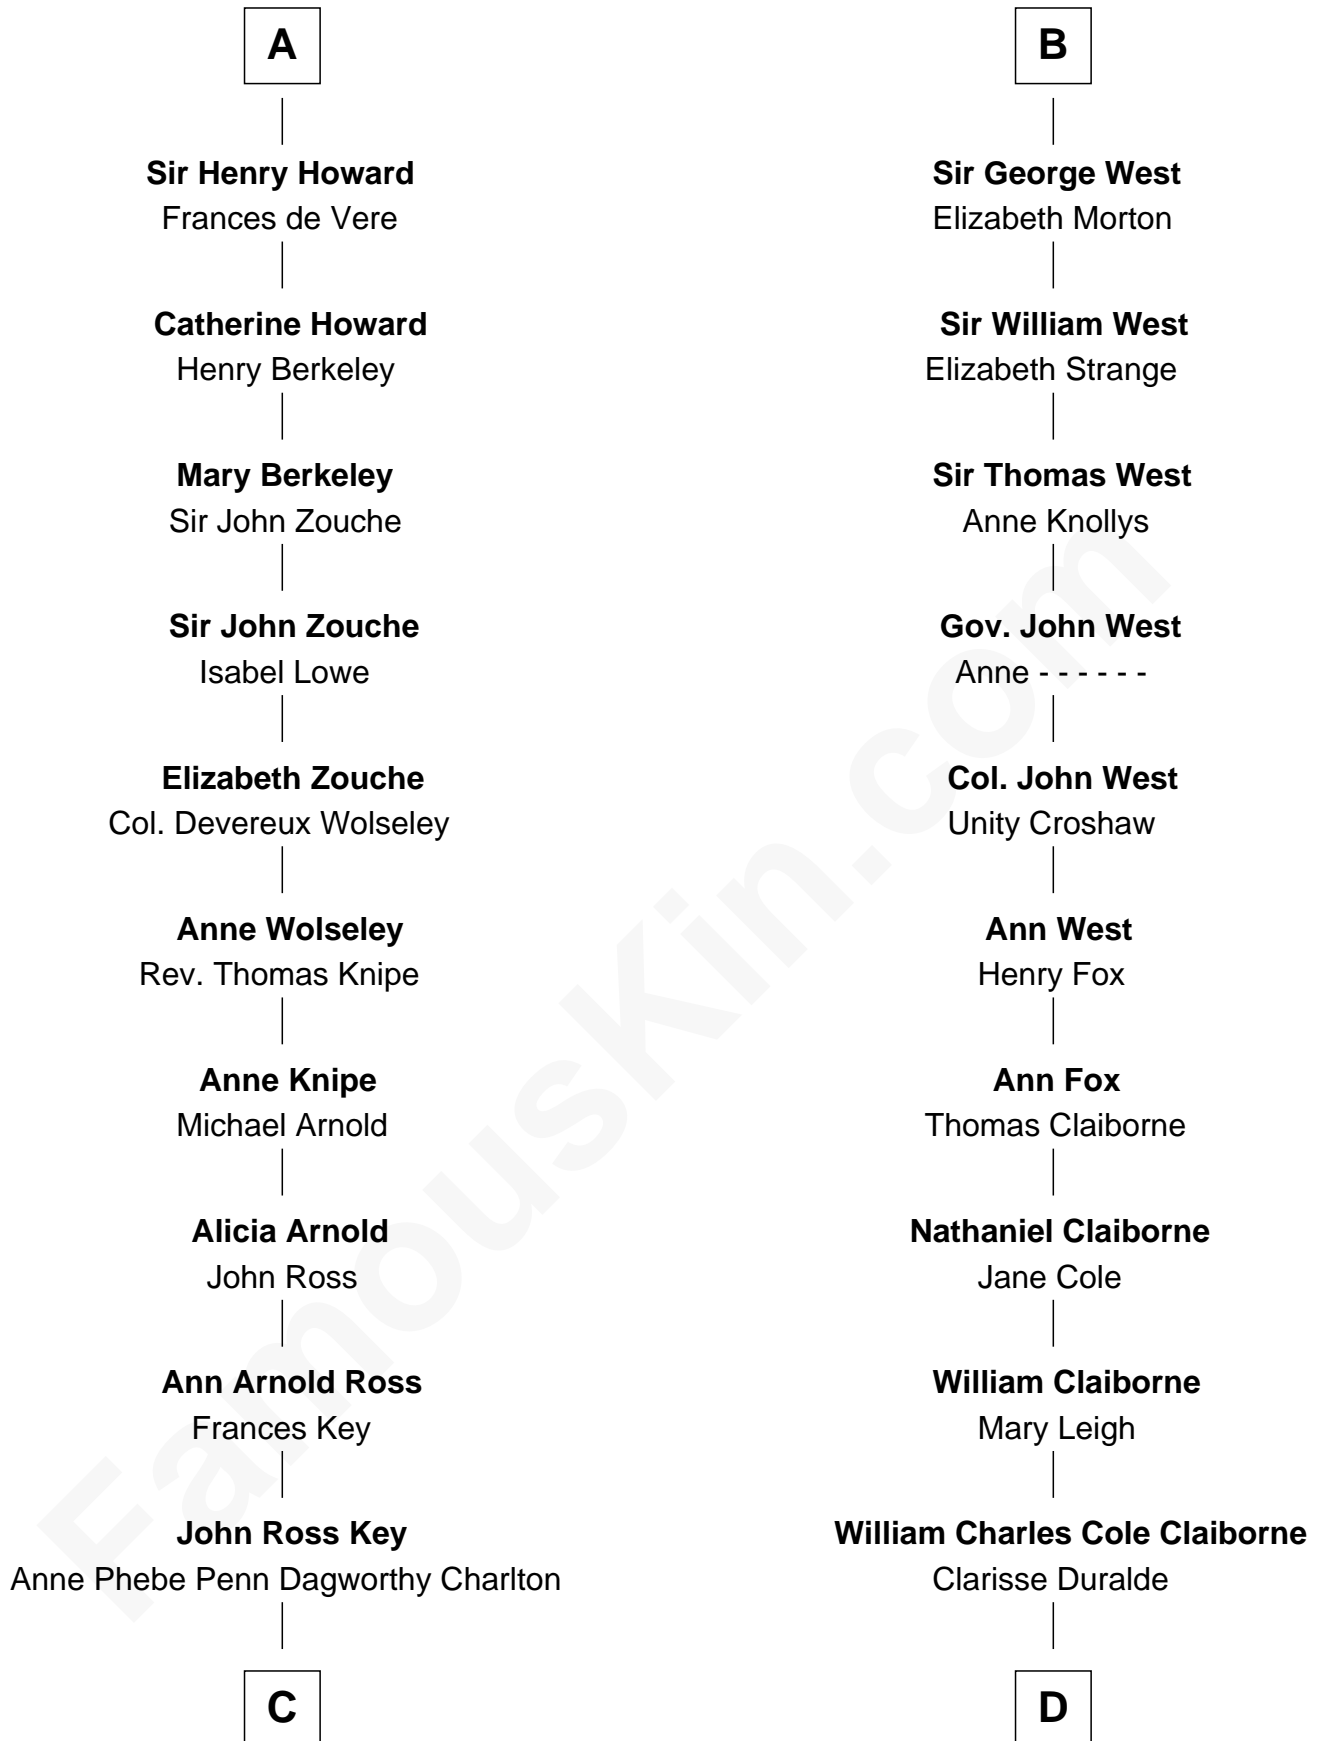 A
Sir Henry Howard
Frances de Vere
Catherine Howard
Henry Berkeley
Mary Berkeley
Sir John Zouche
Sir John Zouche
Isabel Lowe
Elizabeth Zouche
Col. Devereux Wolseley
Anne Wolseley
Rev. Thomas Knipe
Anne Knipe
Michael Arnold
Alicia Arnold
John Ross
Ann Arnold Ross
Frances Key
John Ross Key
Anne Phebe Penn Dagworthy Charlton
C
B
Sir George West
Elizabeth Morton
Sir William West
Elizabeth Strange
Sir Thomas West
Anne Knollys
Gov. John West
Anne - - - - - -
Col. John West
Unity Croshaw
Ann West
Henry Fox
Ann Fox
Thomas Claiborne
Nathaniel Claiborne
Jane Cole
William Claiborne
Mary Leigh
William Charles Cole Claiborne
Clarisse Duralde
D
FamousKin.com